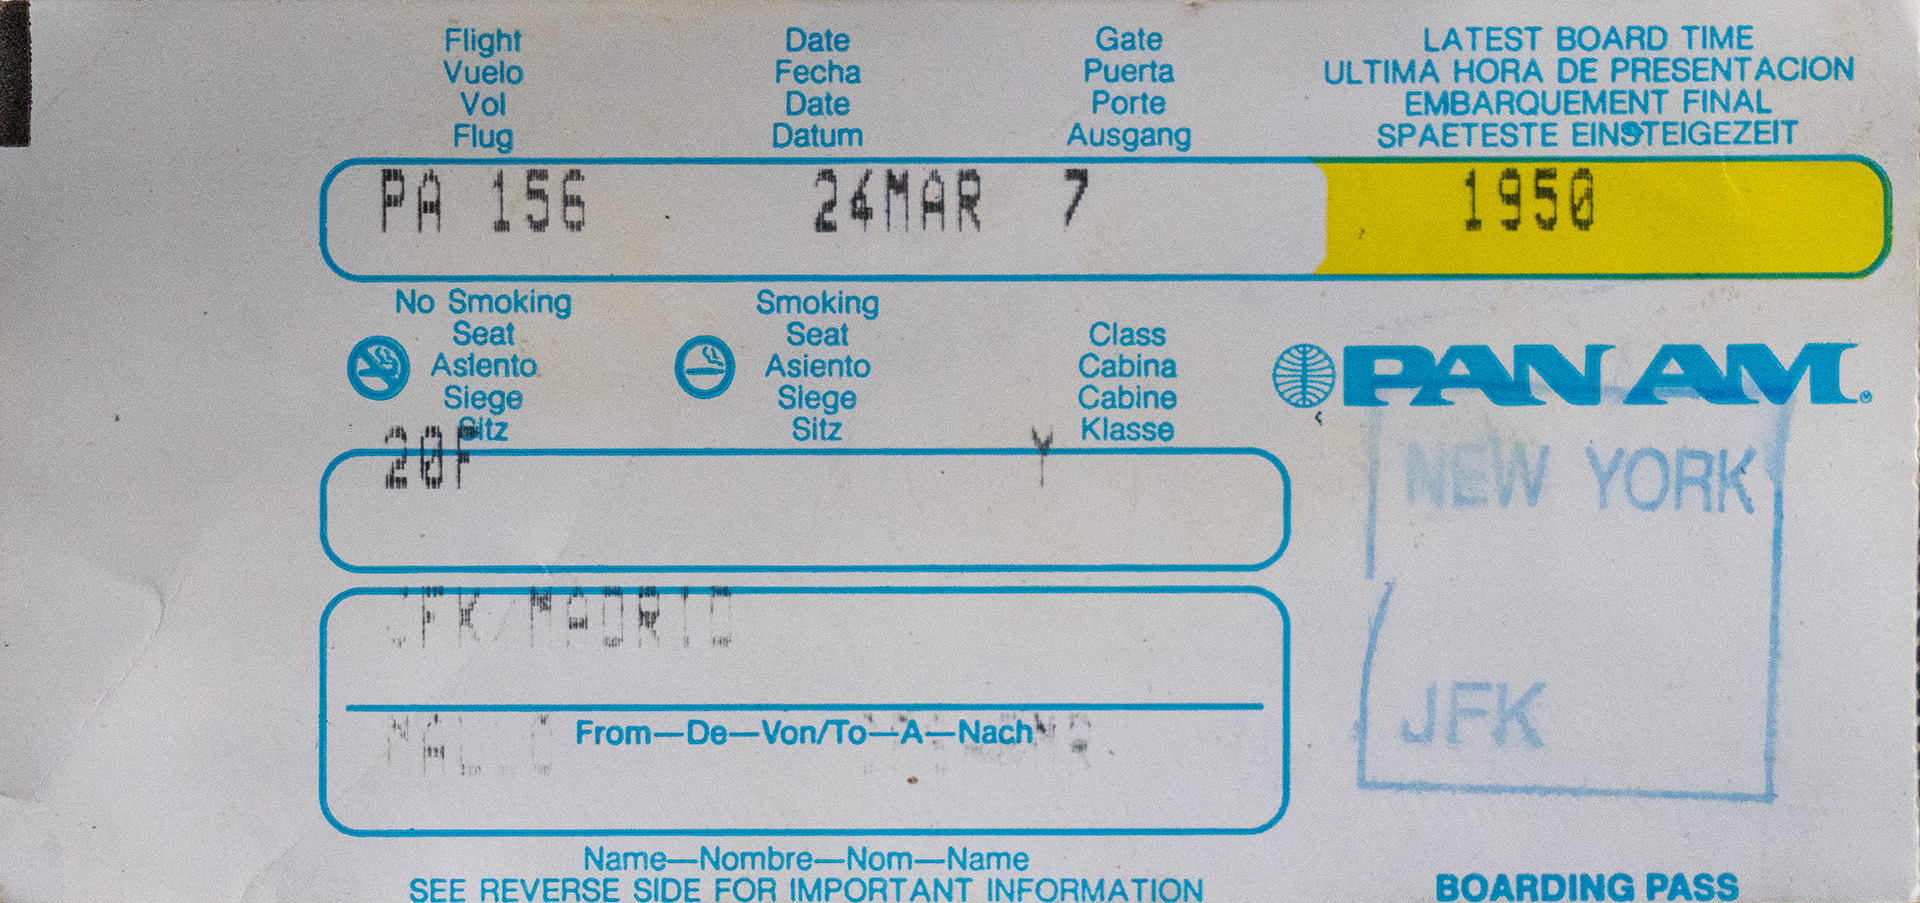 Flight Date Gate LATEST BOARD TIME
Vuelo Fecha Puerta ULTIMA HORA DE PRESENTACION
Vol Date Porte EMBARQUEMENT FINAL
Flug Datum Ausgang SPAETESTE EINSTEIGEZEIT
PA 156 24MAR 7 1950
No Smoking Smoking
Seat Seat Class
Asiento Asiento Cabina
Siege Siege Cabine
Sitz Sitz Klasse
PAN AM®
20F Y
NEW YORK
JFK/MADRID
JFK
From—De—Von/To—A—Nach
Name—Nombre—Nom—Name
SEE REVERSE SIDE FOR IMPORTANT INFORMATION
BOARDING PASS